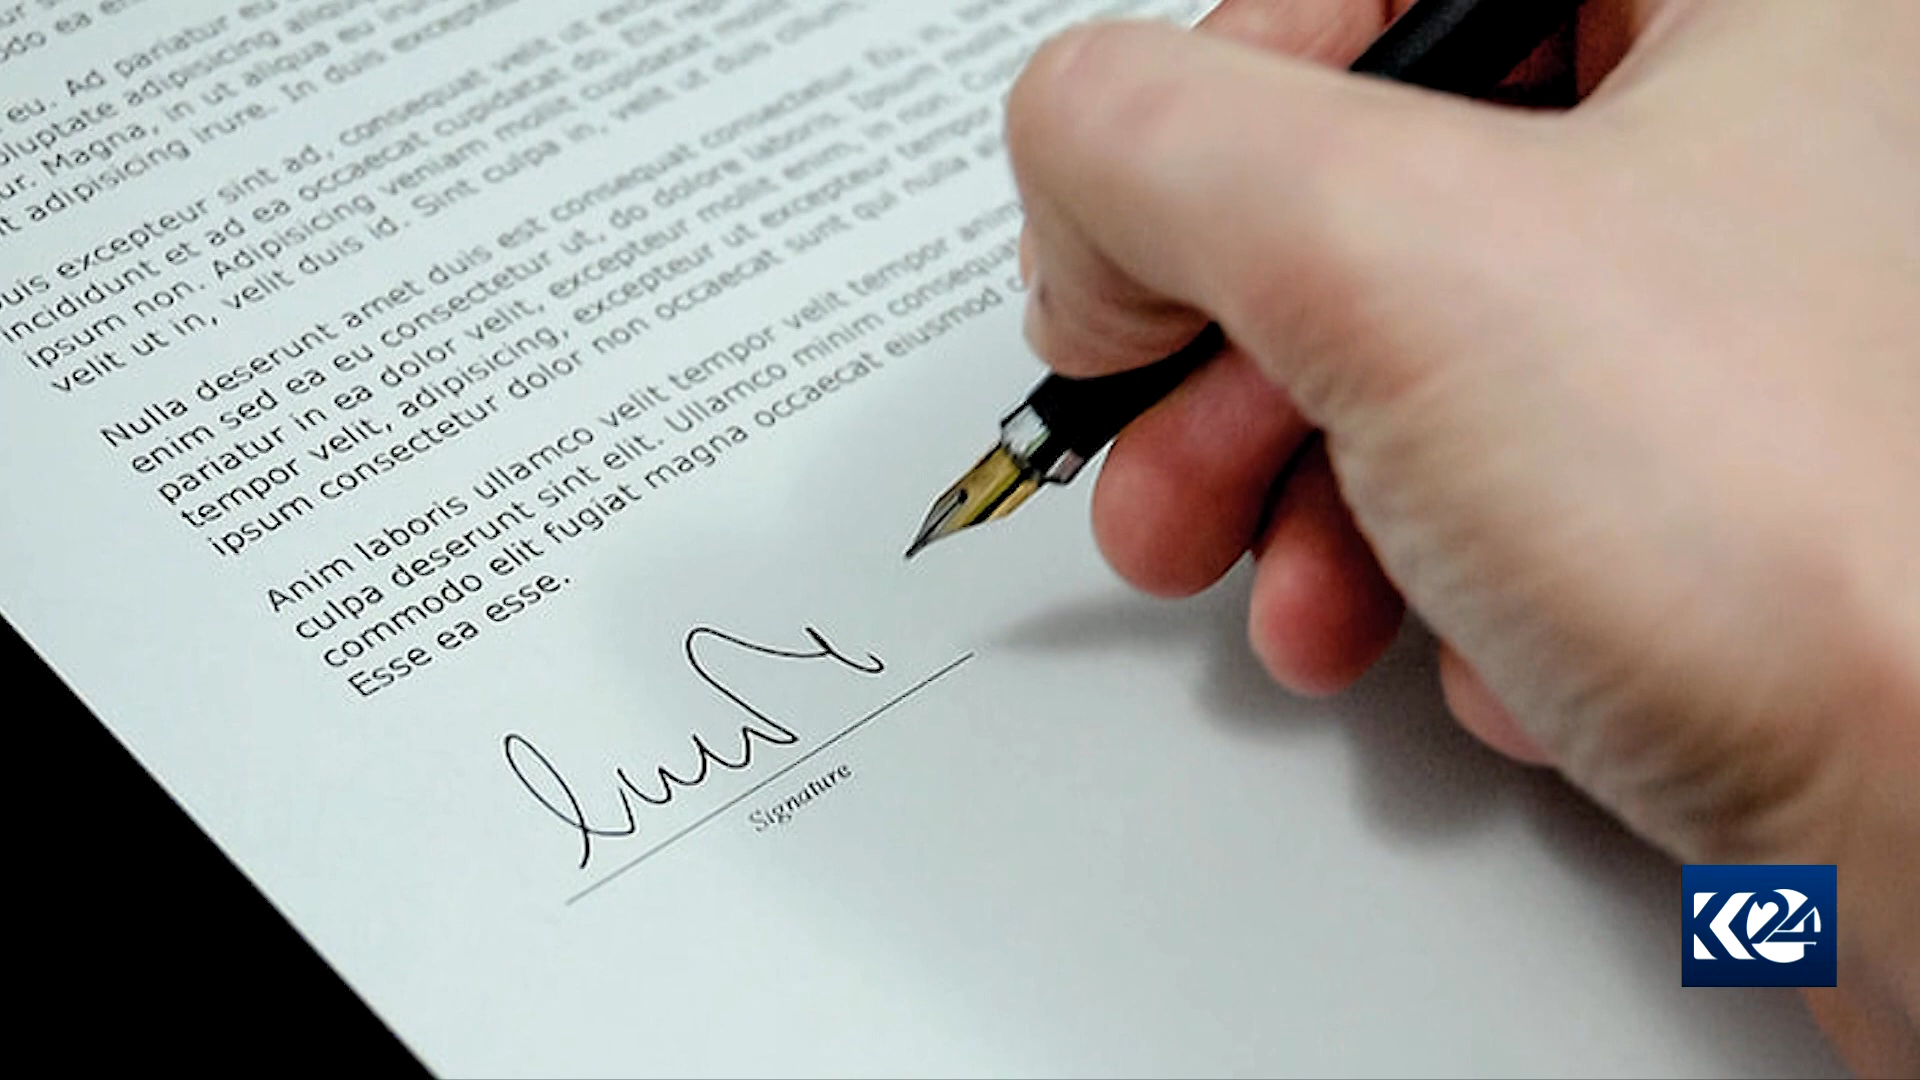 eu. Ad pariatur eu
voluptate adipisicing aliqua
Magna, in ut aliqua eu
adipisicing irure. In duis excepteur
excepteur sint ad, consequat velit ut
incididunt et ad ea occaecat cupidatat do. Elit
ipsum non. Adipisicing veniam mollit cupidatat mollit
velit ut in, velit duis id. Sint culpa in, velit ut duis cillum,
Nulla deserunt amet duis est consequat consectetur. Eu, in,
enim sed ea eu consectetur ut, do dolore laboris. Ipsum mollit
pariatur in ea dolor velit, excepteur mollit enim, in non.
tempor velit, adipisicing, excepteur ut excepteur tempor
ipsum consectetur dolor non occaecat sunt qui nulla
Anim laboris ullamco velit tempor velit tempor anim
culpa deserunt sint elit. Ullamco minim consequat
commodo elit fugiat magna occaecat eiusmod
Esse ea esse.
Signature
K24